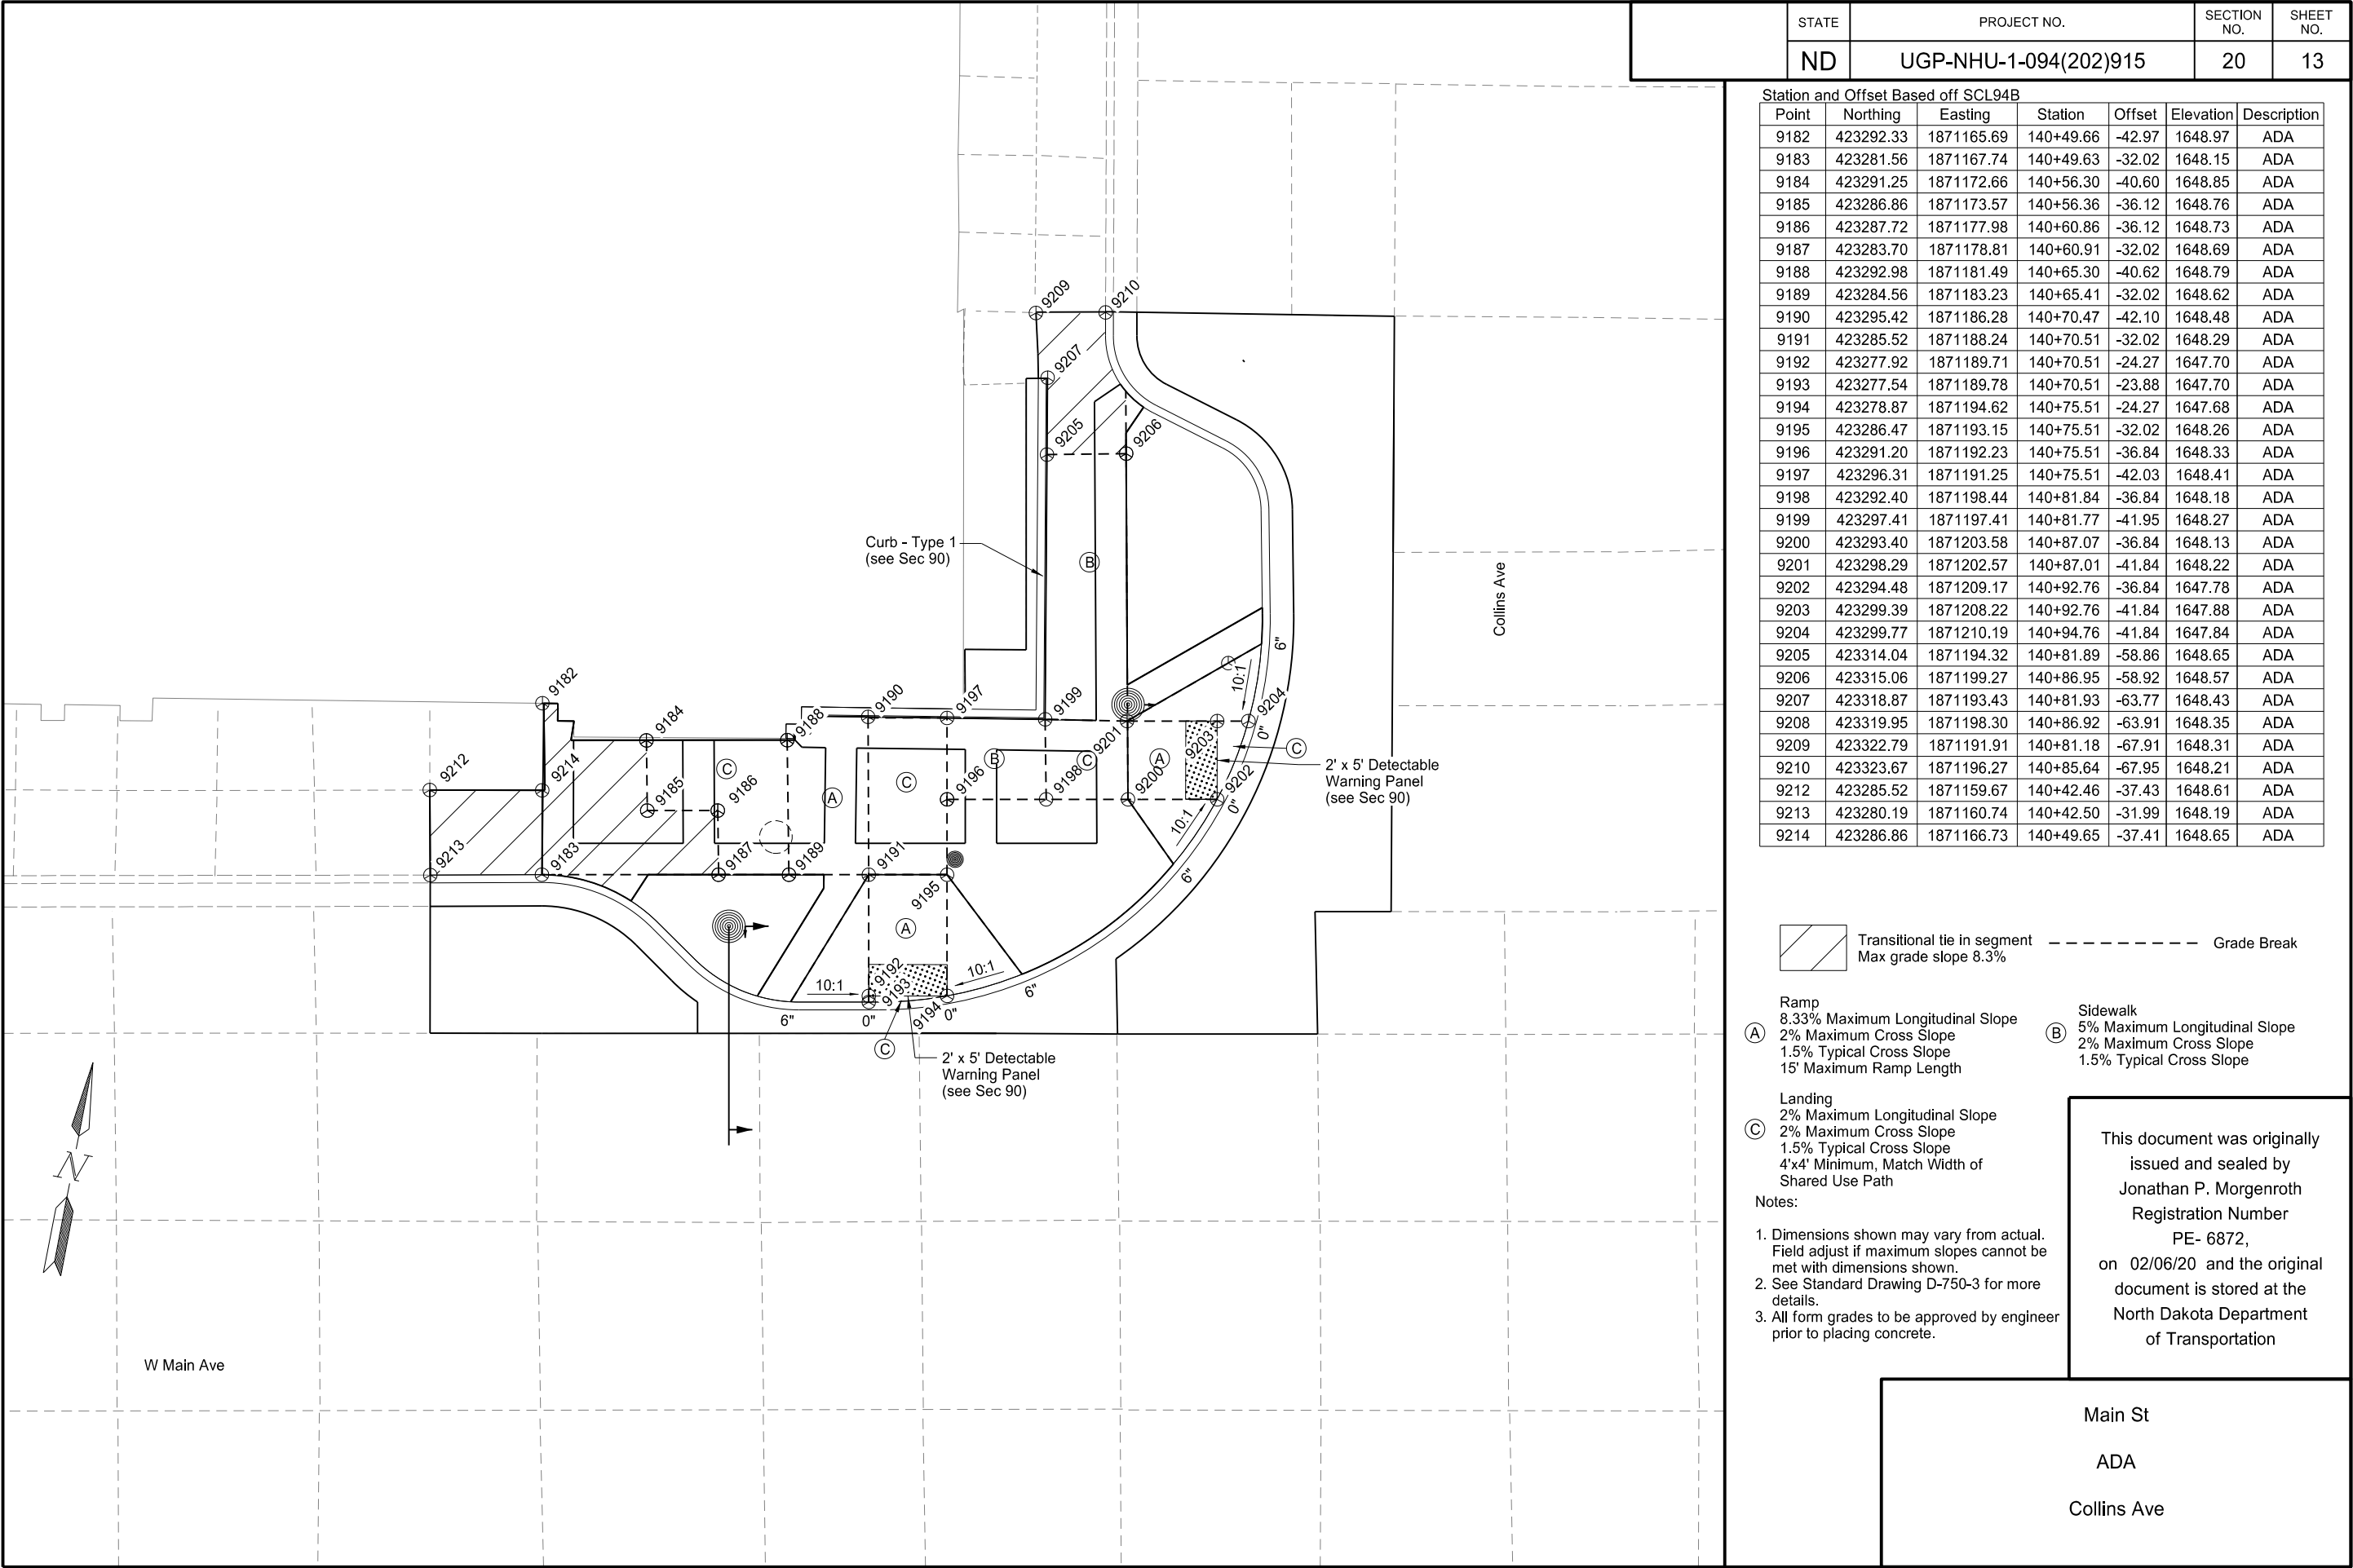 STATE PROJECT NO. SECTION NO. SHEET NO.
ND UGP-NHU-1-094(202)915 20 13
Station and Offset Based off SCL94B
Point Northing Easting Station Offset Elevation Description
9182 423292.33 1871165.69 140+49.66 -42.97 1648.97 ADA
9183 423281.56 1871167.74 140+49.63 -32.02 1648.15 ADA
9184 423291.25 1871172.66 140+56.30 -40.60 1648.85 ADA
9185 423286.86 1871173.57 140+56.36 -36.12 1648.76 ADA
9186 423287.72 1871177.98 140+60.86 -36.12 1648.73 ADA
9187 423283.70 1871178.81 140+60.91 -32.02 1648.69 ADA
9188 423292.98 1871181.49 140+65.30 -40.62 1648.79 ADA
9189 423284.56 1871183.23 140+65.41 -32.02 1648.62 ADA
9190 423295.42 1871186.28 140+70.47 -42.10 1648.48 ADA
9191 423285.52 1871188.24 140+70.51 -32.02 1648.29 ADA
9192 423277.92 1871189.71 140+70.51 -24.27 1647.70 ADA
9193 423277.54 1871189.78 140+70.51 -23.88 1647.70 ADA
9194 423278.87 1871194.62 140+75.51 -24.27 1647.68 ADA
9195 423286.47 1871193.15 140+75.51 -32.02 1648.26 ADA
9196 423291.20 1871192.23 140+75.51 -36.84 1648.33 ADA
9197 423296.31 1871191.25 140+75.51 -42.03 1648.41 ADA
9198 423292.40 1871198.44 140+81.84 -36.84 1648.18 ADA
9199 423297.41 1871197.41 140+81.77 -41.95 1648.27 ADA
9200 423293.40 1871203.58 140+87.07 -36.84 1648.13 ADA
9201 423298.29 1871202.57 140+87.01 -41.84 1648.22 ADA
9202 423294.48 1871209.17 140+92.76 -36.84 1647.78 ADA
9203 423299.39 1871208.22 140+92.76 -41.84 1647.88 ADA
9204 423299.77 1871210.19 140+94.76 -41.84 1647.84 ADA
9205 423314.04 1871194.32 140+81.89 -58.86 1648.65 ADA
9206 423315.06 1871199.27 140+86.95 -58.92 1648.57 ADA
9207 423318.87 1871193.43 140+81.93 -63.77 1648.43 ADA
9208 423319.95 1871198.30 140+86.92 -63.91 1648.35 ADA
9209 423322.79 1871191.91 140+81.18 -67.91 1648.31 ADA
9210 423323.67 1871196.27 140+85.64 -67.95 1648.21 ADA
9212 423285.52 1871159.67 140+42.46 -37.43 1648.61 ADA
9213 423280.19 1871160.74 140+42.50 -31.99 1648.19 ADA
9214 423286.86 1871166.73 140+49.65 -37.41 1648.65 ADA
9209
9210
9207
9205
9206
Curb - Type 1
(see Sec 90)
B
Collins Ave
6"
10:1
9182
9184
9188
9190
9197
9199
9204
0"
9212
9214
C
9185
9186
A
C
9196
B
9198
C
9201
A
9200
9203
9202
C
2' x 5' Detectable
Warning Panel
(see Sec 90)
0"
10:1
9213
9183
9187
9189
9191
9195
6"
A
9192
9193
10:1
10:1
6"
6"
0"
9194
0"
C
2' x 5' Detectable
Warning Panel
(see Sec 90)
N
W Main Ave
Transitional tie in segment
Max grade slope 8.3%
Grade Break
A
Ramp
8.33% Maximum Longitudinal Slope
2% Maximum Cross Slope
1.5% Typical Cross Slope
15' Maximum Ramp Length
B
Sidewalk
5% Maximum Longitudinal Slope
2% Maximum Cross Slope
1.5% Typical Cross Slope
C
Landing
2% Maximum Longitudinal Slope
2% Maximum Cross Slope
1.5% Typical Cross Slope
4'x4' Minimum, Match Width of
Shared Use Path
Notes:
1. Dimensions shown may vary from actual.
Field adjust if maximum slopes cannot be
met with dimensions shown.
2. See Standard Drawing D-750-3 for more
details.
3. All form grades to be approved by engineer
prior to placing concrete.
This document was originally
issued and sealed by
Jonathan P. Morgenroth
Registration Number
PE- 6872,
on 02/06/20 and the original
document is stored at the
North Dakota Department
of Transportation
Main St
ADA
Collins Ave